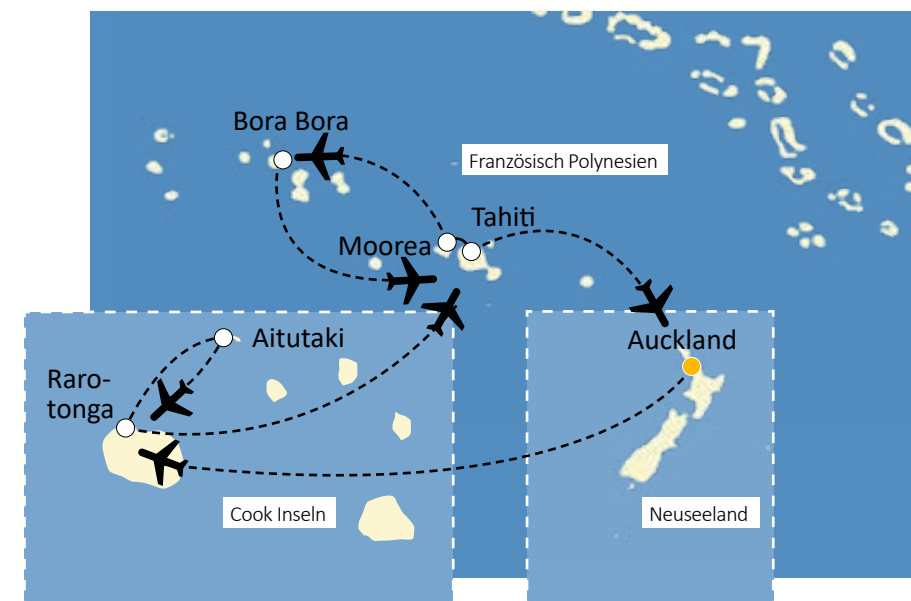 Bora Bora
Französisch Polynesien
Tahiti
Moorea
Aitutaki
Auckland
Raro-
tonga
Cook Inseln
Neuseeland